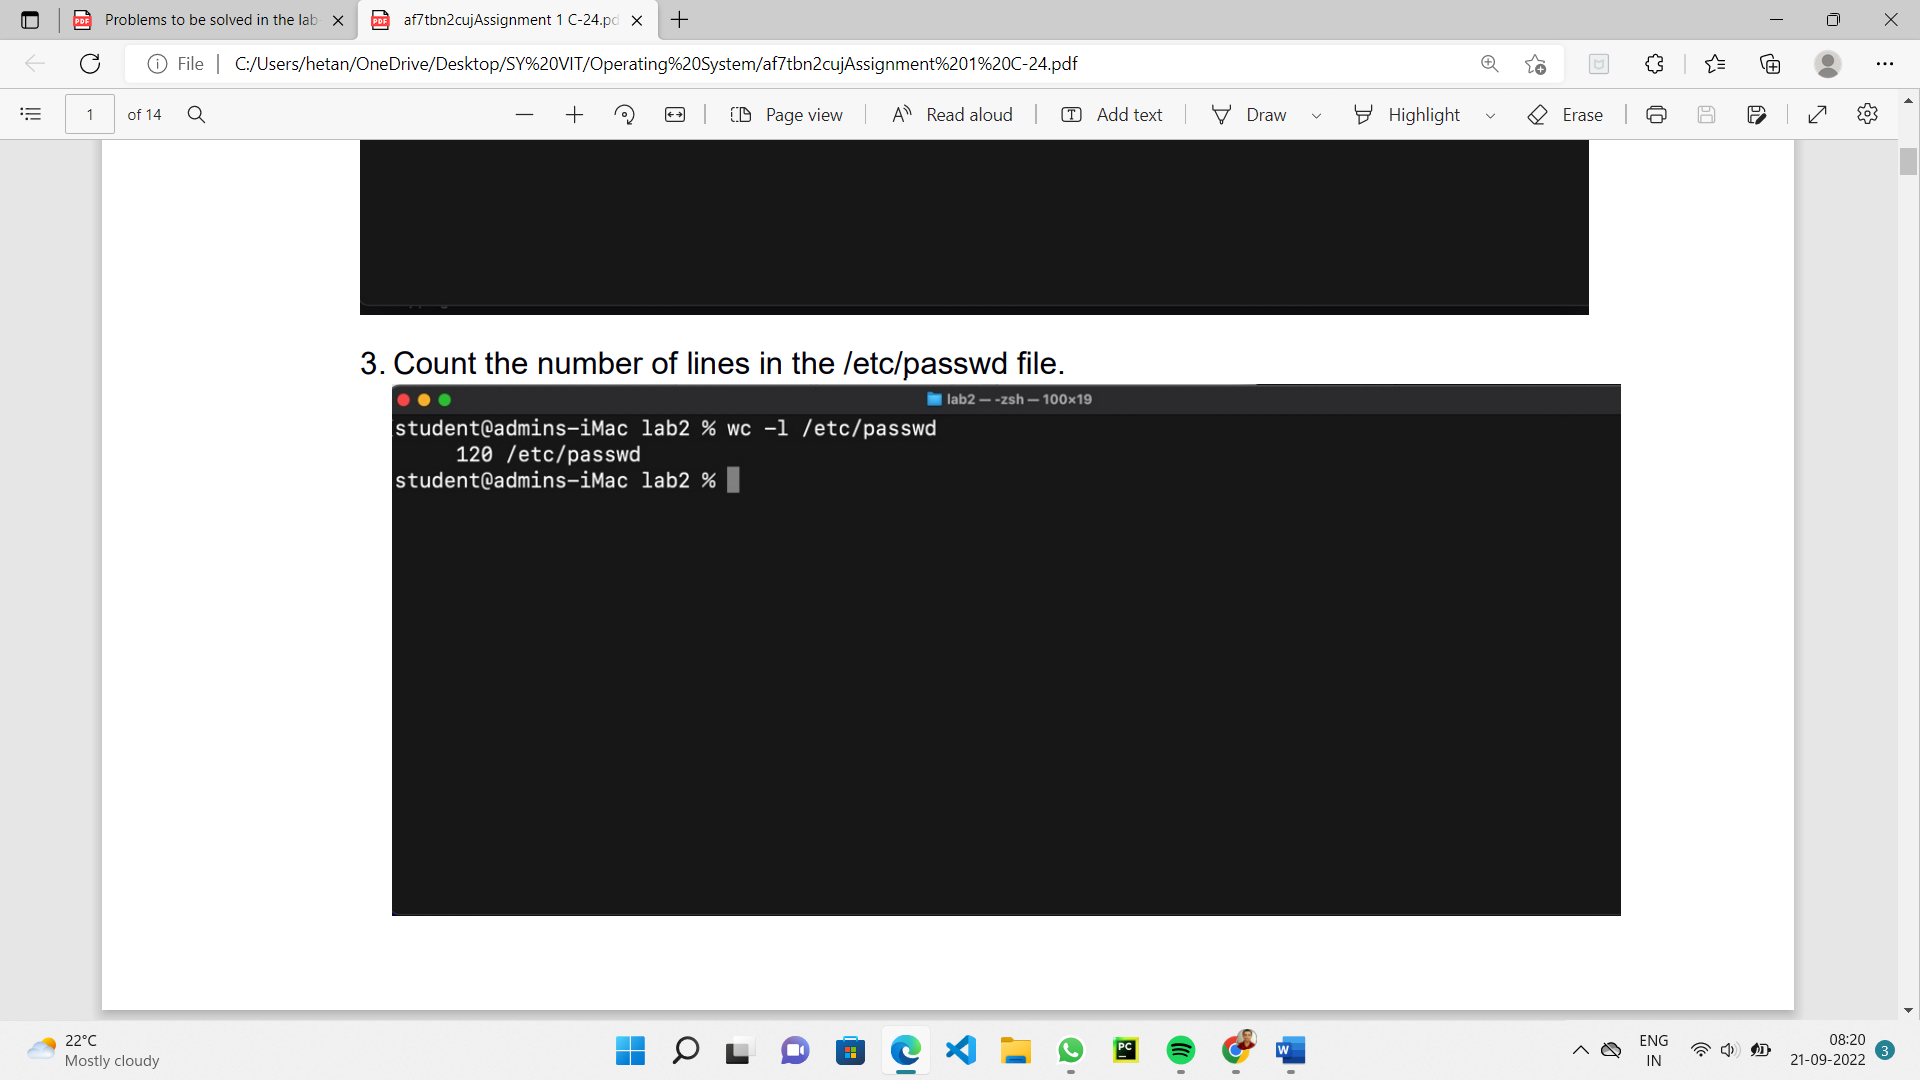 Problems to be solved in the lab
af7tbn2cujAssignment 1 C-24.pd
File
C:/Users/hetan/OneDrive/Desktop/SY%20VIT/Operating%20System/af7tbn2cujAssignment%201%20C-24.pdf
1 of 14
Page view
Read aloud
Add text
Draw
Highlight
Erase
3. Count the number of lines in the /etc/passwd file.
lab2 — -zsh — 100×19
student@admins-iMac lab2 % wc -l /etc/passwd
120 /etc/passwd
student@admins-iMac lab2 %
22°C
Mostly cloudy
ENG
IN
08:20
21-09-2022
3